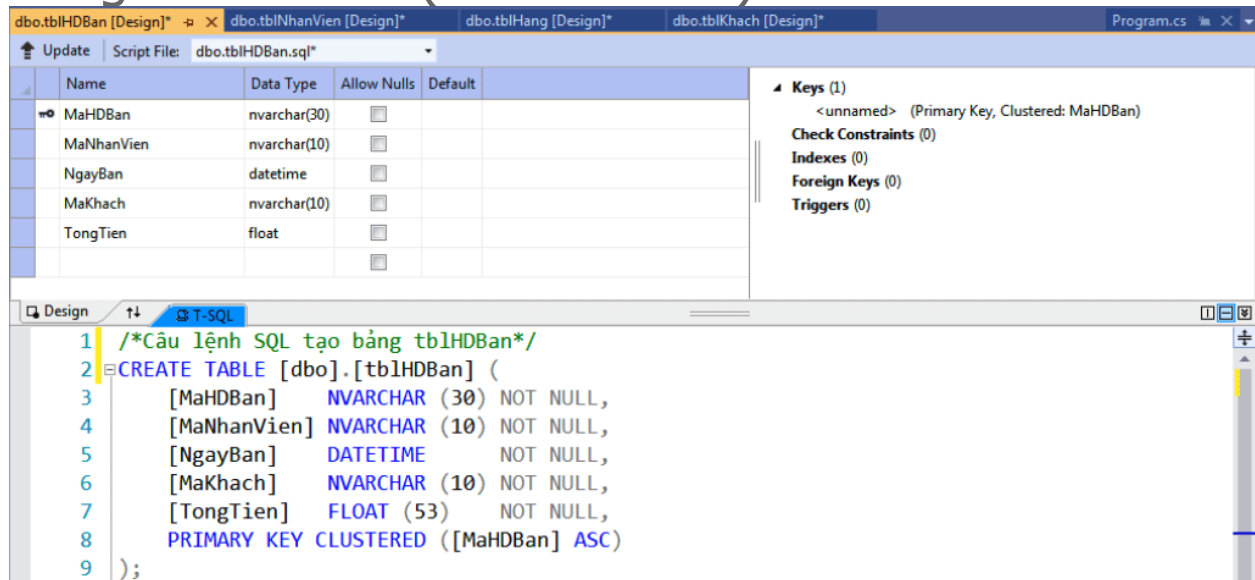 dbo.tblHDBan [Design]* dbo.tblNhanVien [Design]* dbo.tblHang [Design]* dbo.tblKhach [Design]* Program.cs
Update Script File: dbo.tblHDBan.sql*
Name Data Type Allow Nulls Default
MaHDBan nvarchar(30)
MaNhanVien nvarchar(10)
NgayBan datetime
MaKhach nvarchar(10)
TongTien float
Keys (1)
<unnamed> (Primary Key, Clustered: MaHDBan)
Check Constraints (0)
Indexes (0)
Foreign Keys (0)
Triggers (0)
Design T-SQL
1 /*Câu lệnh SQL tạo bảng tblHDBan*/
2 CREATE TABLE [dbo].[tblHDBan] (
3 [MaHDBan] NVARCHAR (30) NOT NULL,
4 [MaNhanVien] NVARCHAR (10) NOT NULL,
5 [NgayBan] DATETIME NOT NULL,
6 [MaKhach] NVARCHAR (10) NOT NULL,
7 [TongTien] FLOAT (53) NOT NULL,
8 PRIMARY KEY CLUSTERED ([MaHDBan] ASC)
9 );